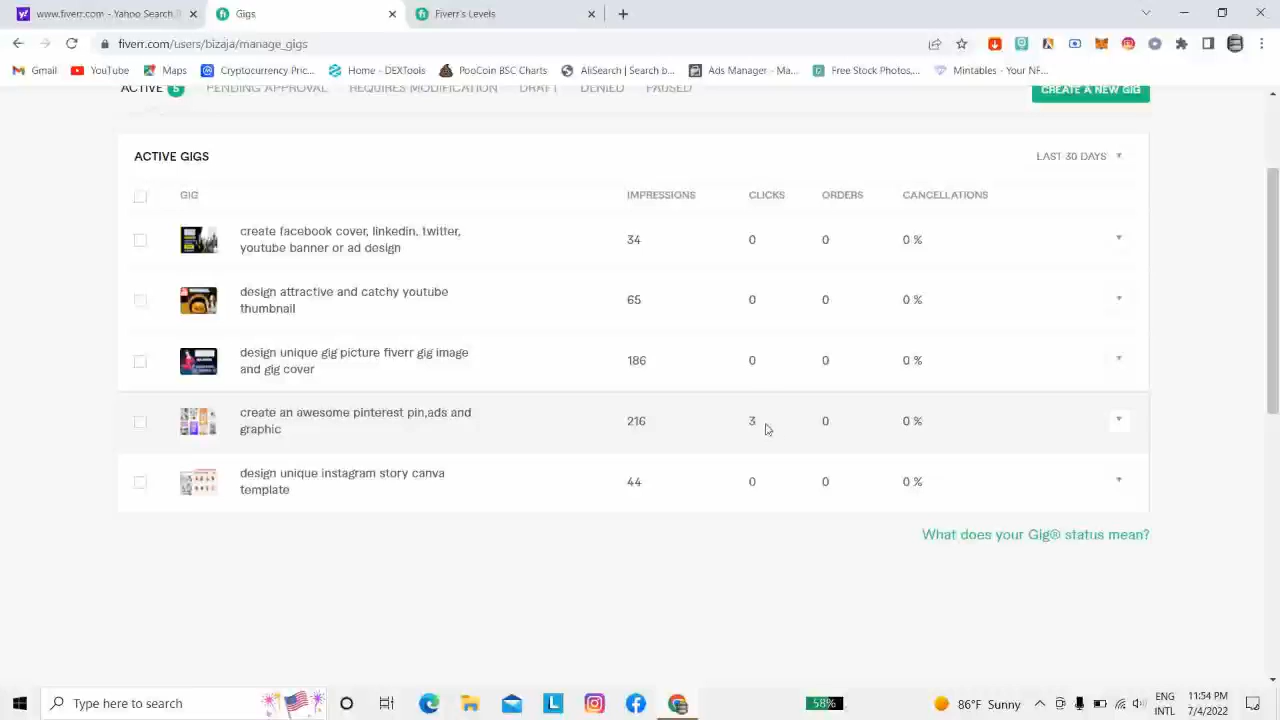 www.fiverr.com - Yahoo Search
Gigs
Fiverr's Levels
fiverr.com/users/bizaja/manage_gigs
Gmail
YouTube
Maps
Cryptocurrency Pric...
Home - DEXTools
PooCoin BSC Charts
AliSearch | Search b...
Ads Manager - Ma...
Free Stock Photos,...
Mintables - Your NF...
ACTIVE 5
PENDING APPROVAL
REQUIRES MODIFICATION
DRAFT
DENIED
PAUSED
CREATE A NEW GIG
ACTIVE GIGS
LAST 30 DAYS
GIG IMPRESSIONS CLICKS ORDERS CANCELLATIONS
create facebook cover, linkedin, twitter,
youtube banner or ad design
34 0 0 0 %
design attractive and catchy youtube
thumbnail
65 0 0 0 %
design unique gig picture fiverr gig image
and gig cover
186 0 0 0 %
create an awesome pinterest pin,ads and
graphic
216 3 0 0 %
design unique instagram story canva
template
44 0 0 0 %
What does your Gig® status mean?
Type here to search
L
58%
86°F Sunny
ENG
INTL
11:54 PM
7/4/2022